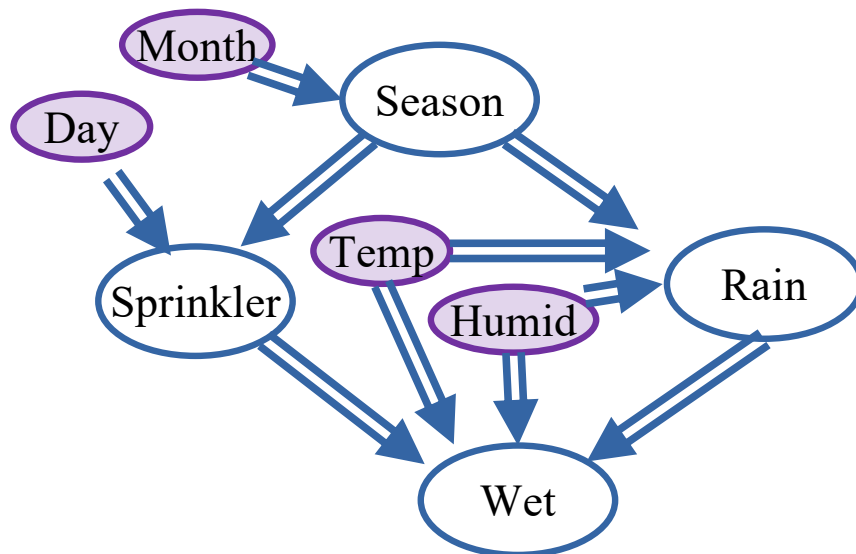 Month
Season
Day
Temp
Sprinkler
Humid
Rain
Wet